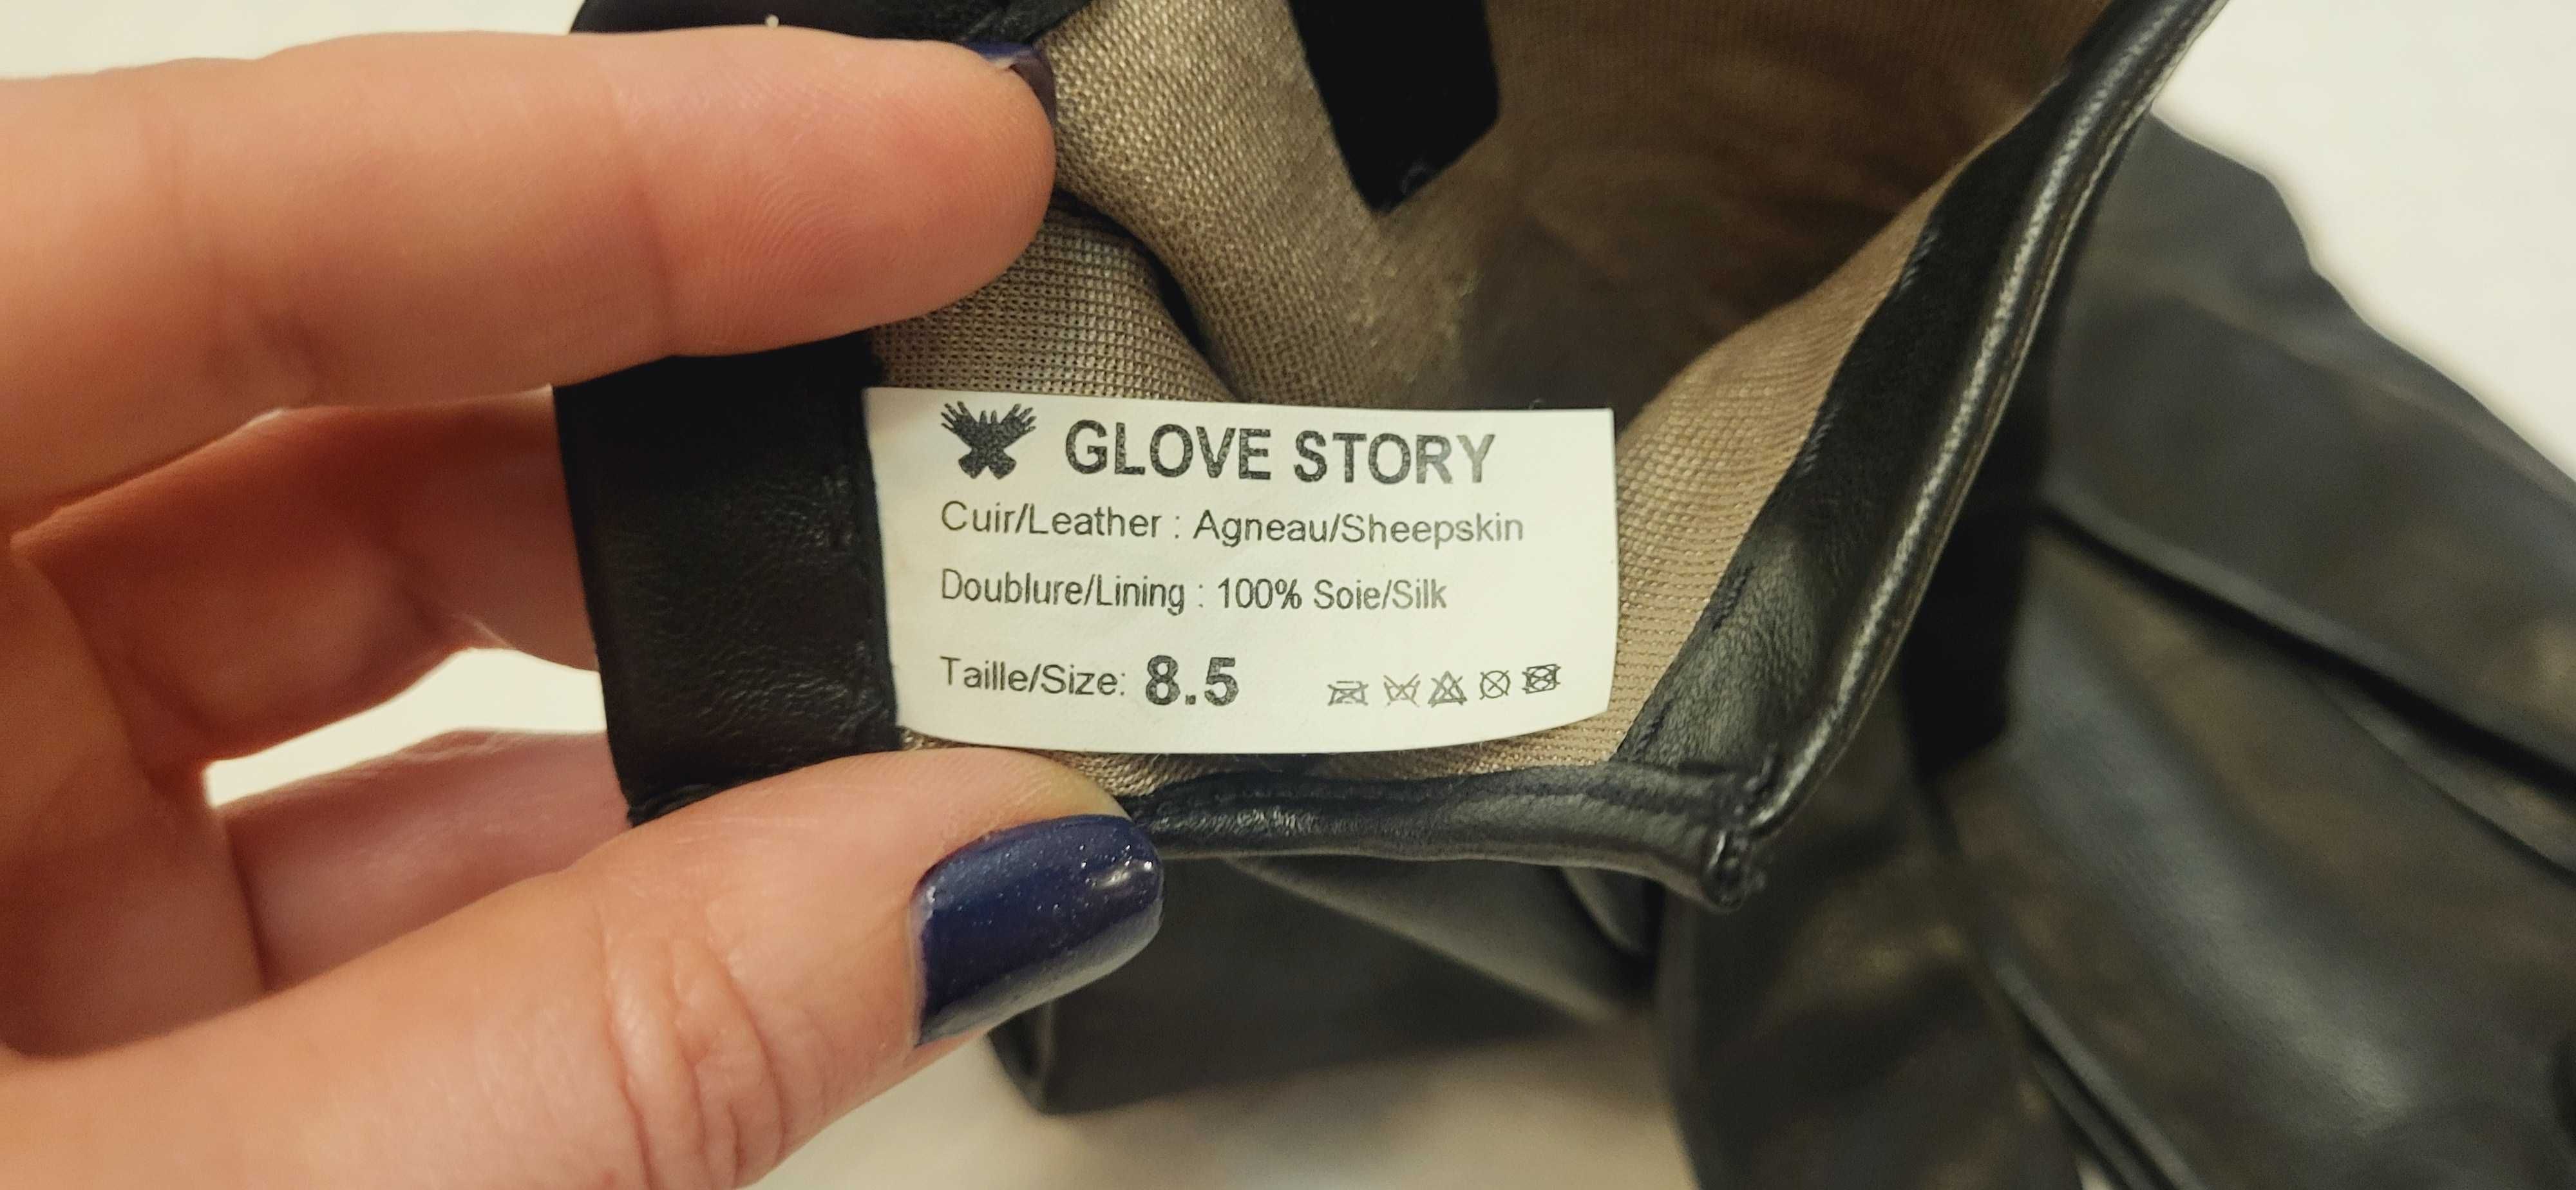 GLOVE STORY
Cuir/Leather : Agneau/Sheepskin
Doublure/Lining : 100% Soie/Silk
Taille/Size: 8.5